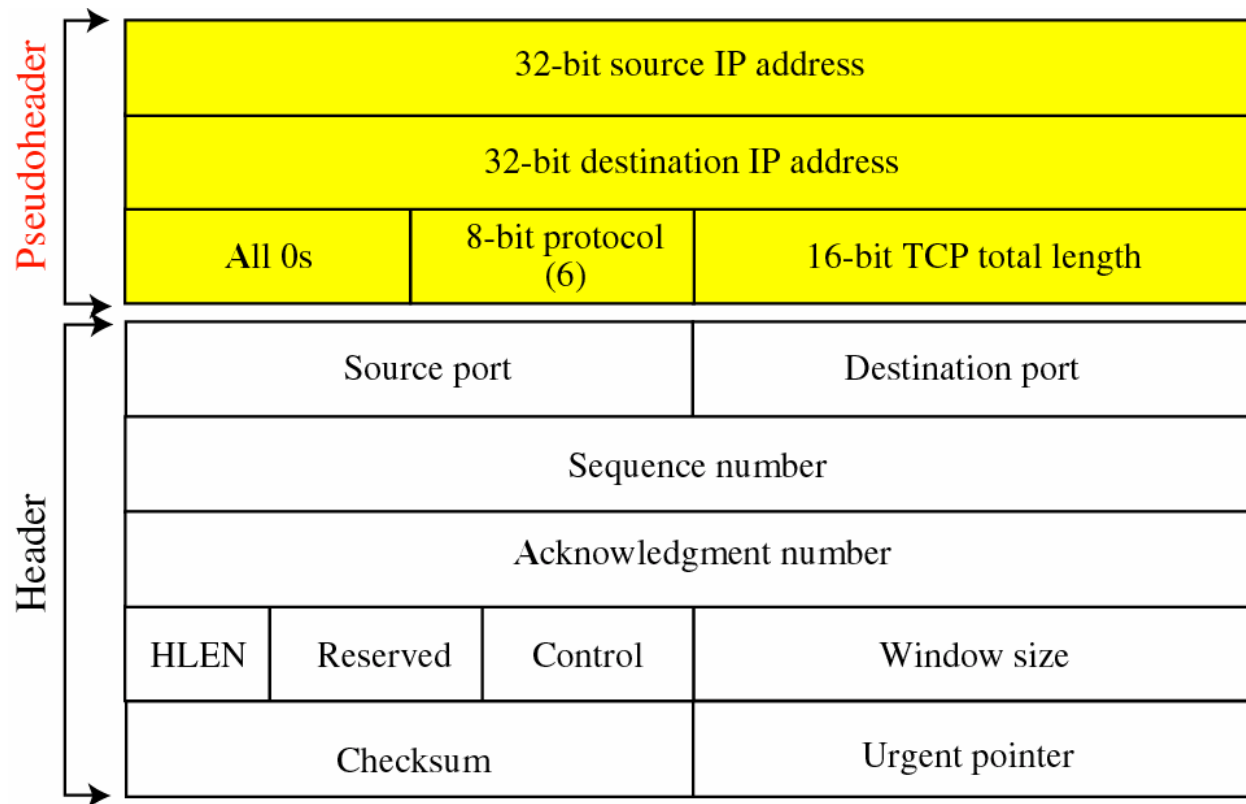 Pseudoheader
32-bit source IP address
32-bit destination IP address
All 0s
8-bit protocol
(6)
16-bit TCP total length
Header
Source port
Destination port
Sequence number
Acknowledgment number
HLEN
Reserved
Control
Window size
Checksum
Urgent pointer